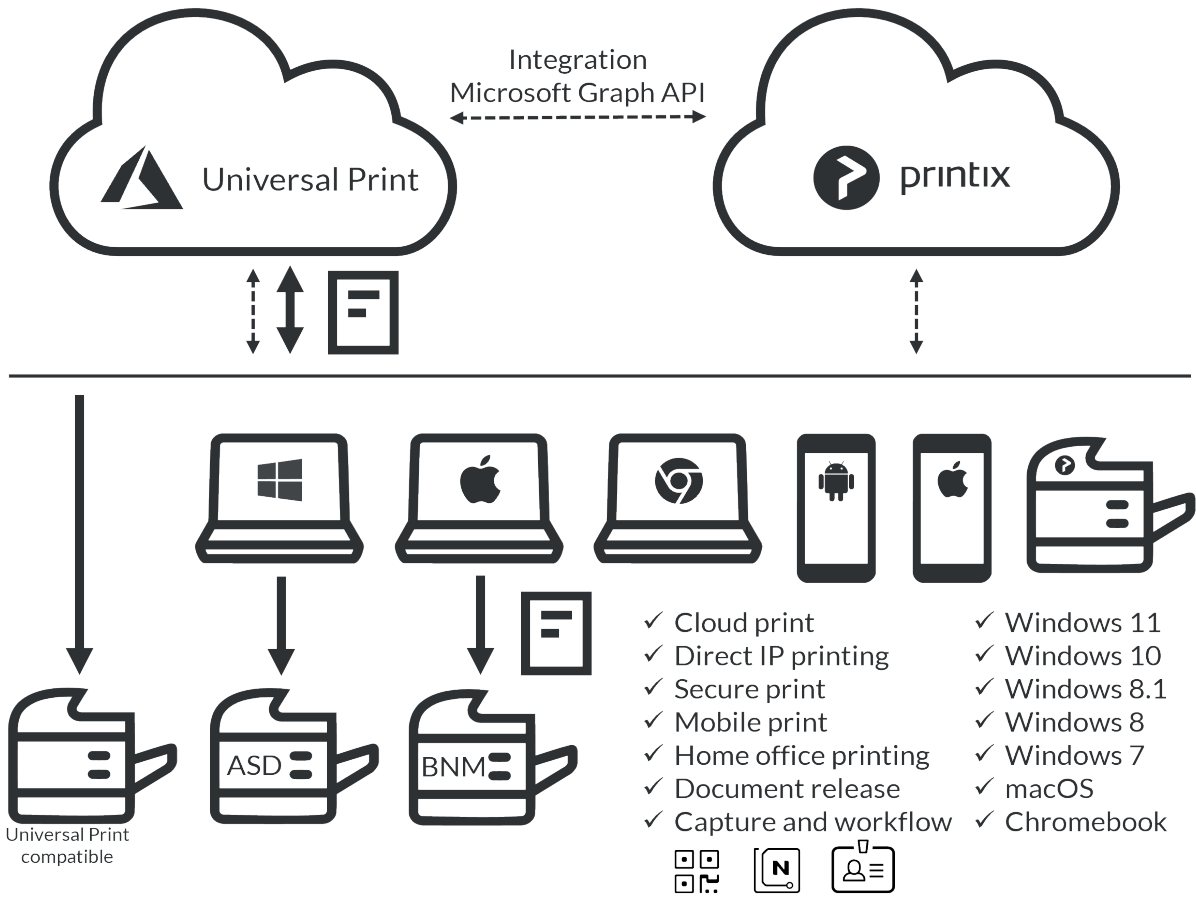 Integration
Microsoft Graph API
Universal Print
printix
ASD
BNM
Universal Print
compatible
✓ Cloud print
✓ Direct IP printing
✓ Secure print
✓ Mobile print
✓ Home office printing
✓ Document release
✓ Capture and workflow
✓ Windows 11
✓ Windows 10
✓ Windows 8.1
✓ Windows 8
✓ Windows 7
✓ macOS
✓ Chromebook
N